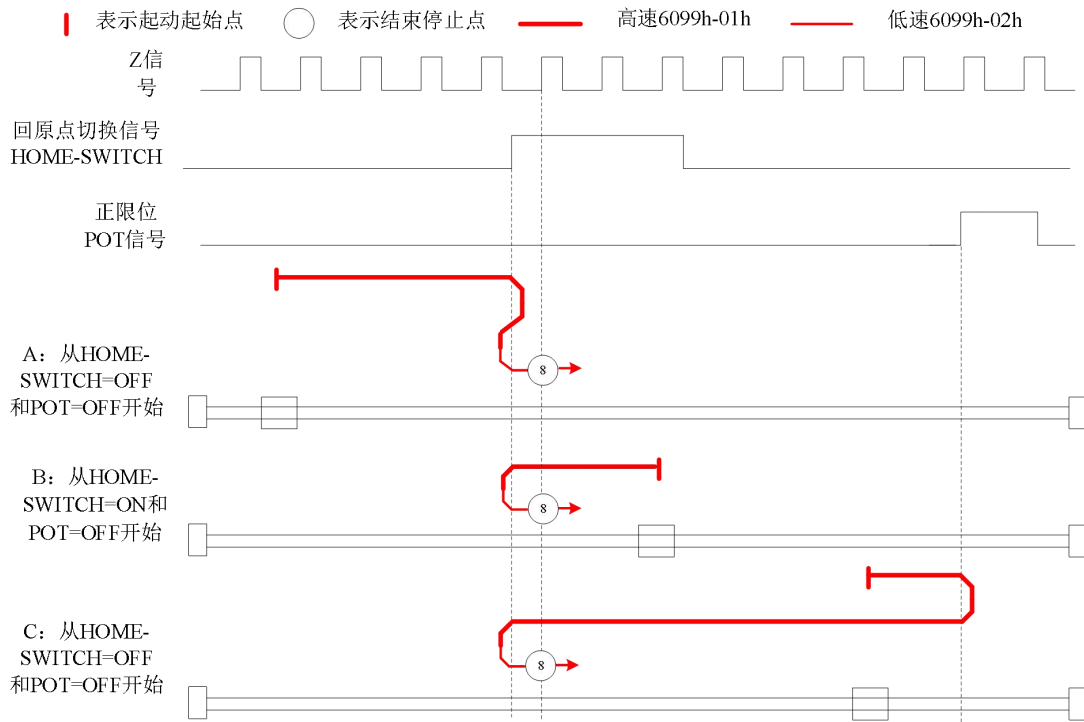 表示起动起始点
表示结束停止点
高速6099h-01h
低速6099h-02h
Z信
号
回原点切换信号
HOME-SWITCH
正限位
POT信号
A：从HOME-
SWITCH=OFF
和POT=OFF开始
8
B：从HOME-
SWITCH=ON和
POT=OFF开始
8
C：从HOME-
SWITCH=OFF
和POT=OFF开始
8